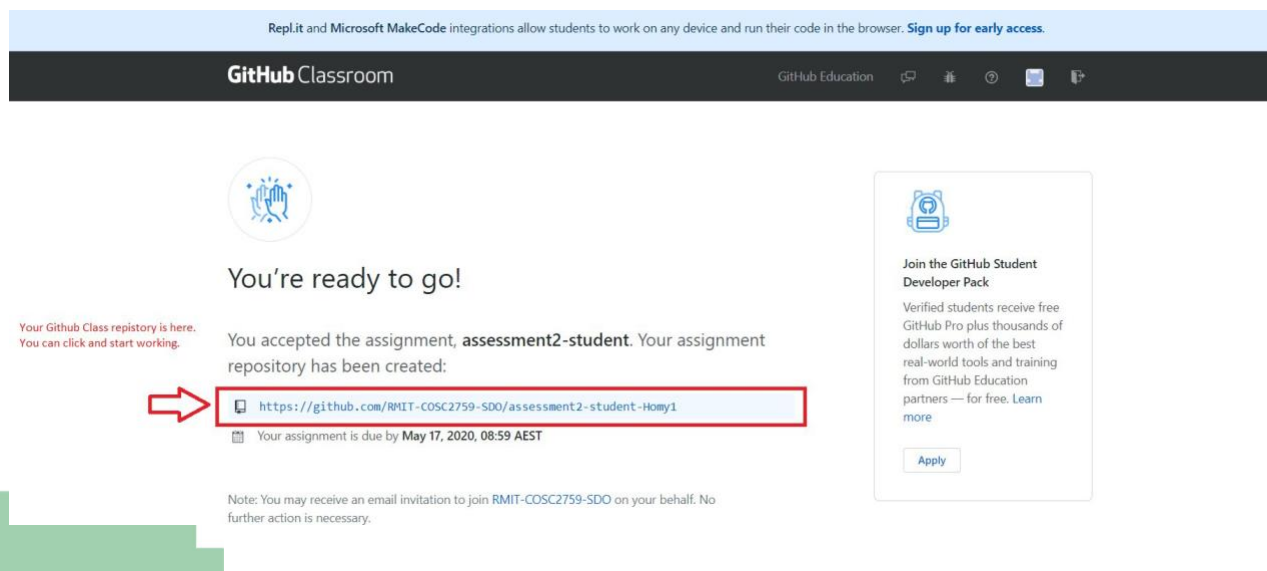 Repl.it and Microsoft MakeCode integrations allow students to work on any device and run their code in the browser. Sign up for early access.
GitHub Classroom
GitHub Education
You're ready to go!
Your Github Class repistory is here.
You can click and start working.
You accepted the assignment, assessment2-student. Your assignment
repository has been created:
https://github.com/RMIT-COSC2759-SDO/assessment2-student-Homy1
Your assignment is due by May 17, 2020, 08:59 AEST
Note: You may receive an email invitation to join RMIT-COSC2759-SDO on your behalf. No
further action is necessary.
Join the GitHub Student
Developer Pack
Verified students receive free
GitHub Pro plus thousands of
dollars worth of the best
real-world tools and training
from GitHub Education
partners — for free. Learn
more
Apply